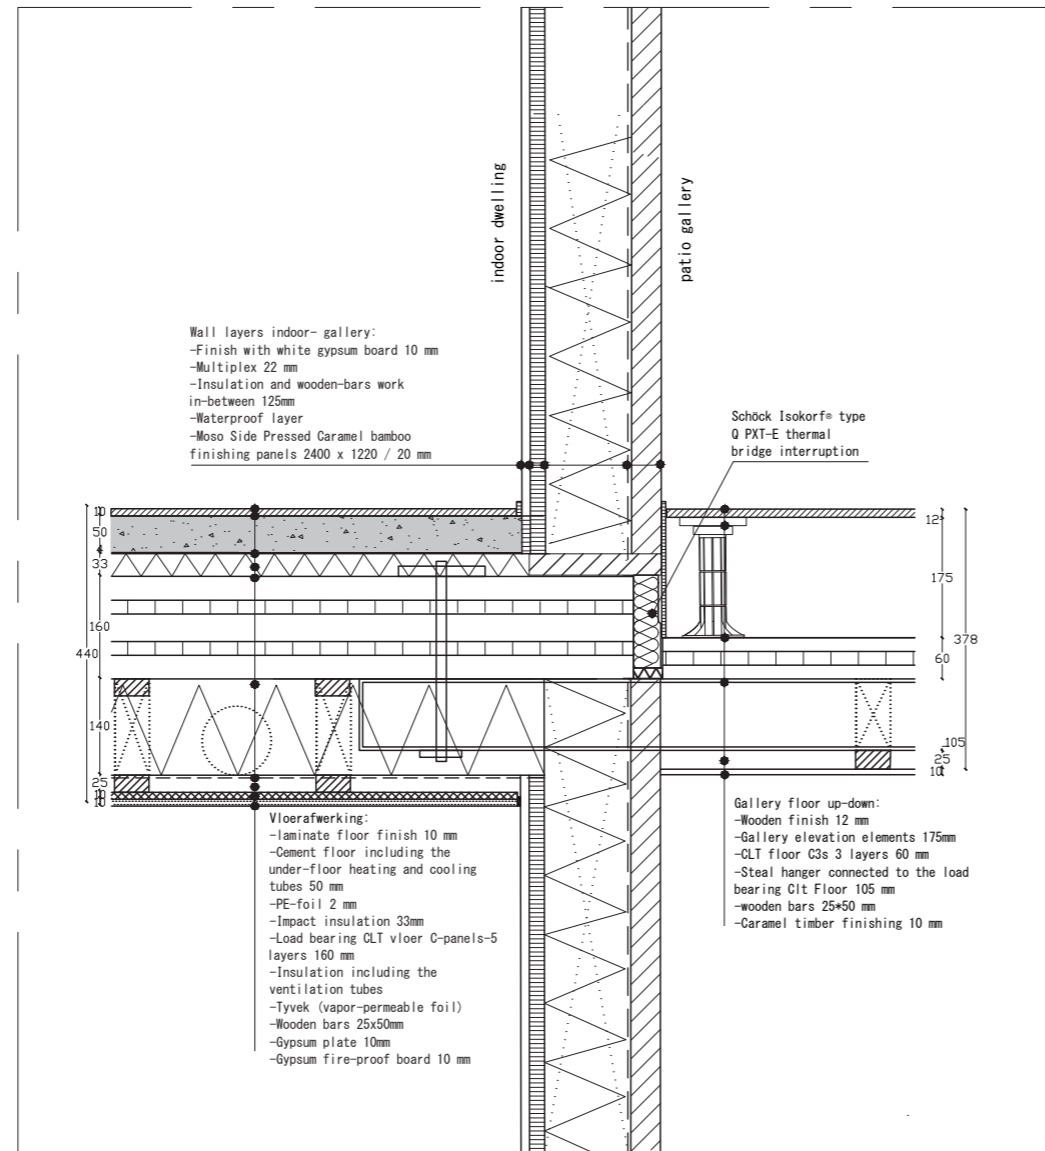 indoor dwelling
patio gallery
Wall layers indoor- gallery:
-Finish with white gypsum board 10 mm
-Multiplex 22 mm
-Insulation and wooden-bars work
in-between 125mm
-Waterproof layer
-Moso Side Pressed Caramel bamboo
finishing panels 2400 x 1220 / 20 mm
Schöck Isokorf® type
Q PXT-E thermal
bridge interruption
10
50
4
33
160
440
140
25
10
10
12
175
378
60
105
25
10
Vloerafwerking:
-laminate floor finish 10 mm
-Cement floor including the
under-floor heating and cooling
tubes 50 mm
-PE-foil 2 mm
-Impact insulation 33mm
-Load bearing CLT vloer C-panels-5
layers 160 mm
-Insulation including the
ventilation tubes
-Tyvek (vapor-permeable foil)
-Wooden bars 25x50mm
-Gypsum plate 10mm
-Gypsum fire-proof board 10 mm
Gallery floor up-down:
-Wooden finish 12 mm
-Gallery elevation elements 175mm
-CLT floor C3s 3 layers 60 mm
-Steal hanger connected to the load
bearing Clt Floor 105 mm
-wooden bars 25*50 mm
-Caramel timber finishing 10 mm